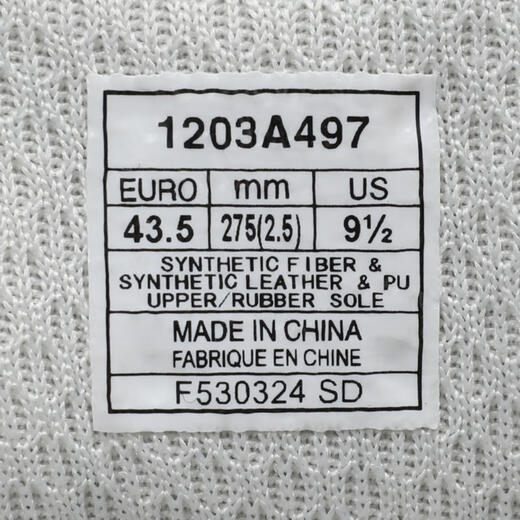 1203A497
EURO mm US
43.5 275(2.5) 9½
SYNTHETIC FIBER &
SYNTHETIC LEATHER & PU
UPPER/RUBBER SOLE
MADE IN CHINA
FABRIQUE EN CHINE
F530324 SD